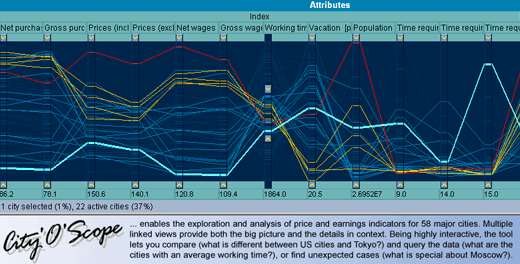 Attributes
Index
Net purcha Gross purc Prices (incl Prices (exc Net wages Gross wage Working tim Vacation [p Population Time requir Time requir Time requi
66.2 78.1 150.6 140.1 120.8 109.4 1864.0 20.5 2.6952E7 9.0 14.0 15.0
1 city selected (1%), 22 active cities (37%)
City'O'Scope
... enables the exploration and analysis of price and earnings indicators for 58 major cities. Multiple
linked views provide both the big picture and the details in context. Being highly interactive, the tool
lets you compare (what is different between US cities and Tokyo?) and query the data (what are the
cities with an average working time?), or find unexpected cases (what is special about Moscow?).